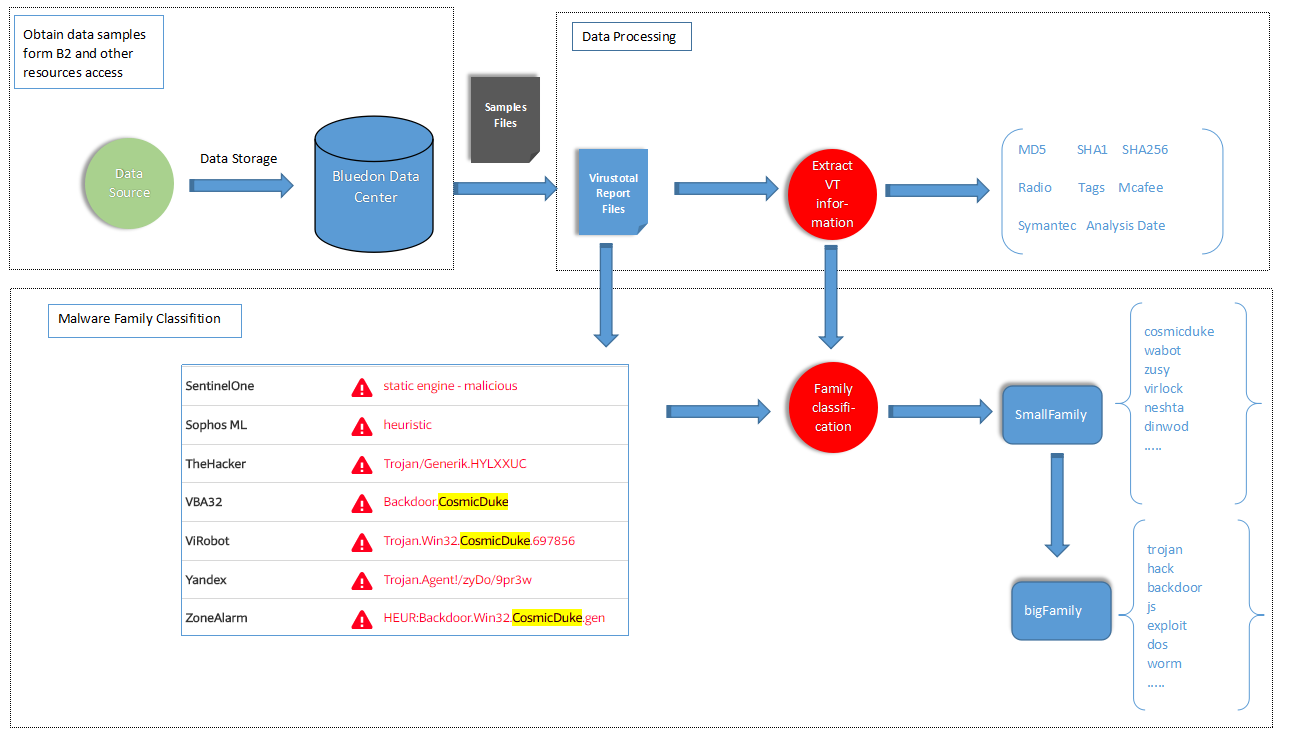 Obtain data samples
form B2 and other
resources access
Data
Source
Data Storage
Bluedon Data
Center
Samples
Files
Data Processing
Virustotal
Report
Files
Extract
VT
infor-
mation
MD5 SHA1 SHA256
Radio Tags Mcafee
Symantec Analysis Date
Malware Family Classifition
SentinelOne static engine - malicious
Sophos ML heuristic
TheHacker Trojan/Generik.HYLXXUC
VBA32 Backdoor.CosmicDuke
ViRobot Trojan.Win32.CosmicDuke.697856
Yandex Trojan.Agent!/zyDo/9pr3w
ZoneAlarm HEUR:Backdoor.Win32.CosmicDuke.gen
Family
classifi-
cation
SmallFamily
cosmicduke
wabot
zusy
virlock
neshta
dinwod
.....
bigFamily
trojan
hack
backdoor
js
exploit
dos
worm
.....